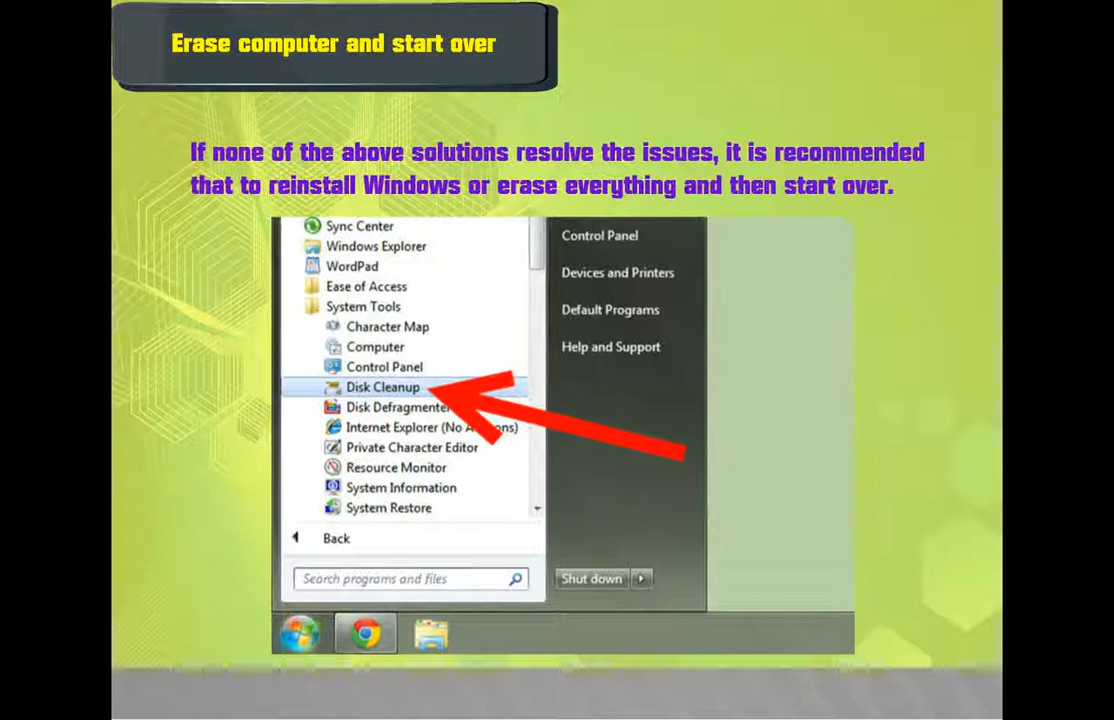 Erase computer and start over
If none of the above solutions resolve the issues, it is recommended
that to reinstall Windows or erase everything and then start over.
Sync Center
Windows Explorer
WordPad
Ease of Access
System Tools
Character Map
Computer
Control Panel
Disk Cleanup
Disk Defragmenter
Internet Explorer (No ons)
Private Character Editor
Resource Monitor
System Information
System Restore
Back
Search programs and files
Control Panel
Devices and Printers
Default Programs
Help and Support
Shut down